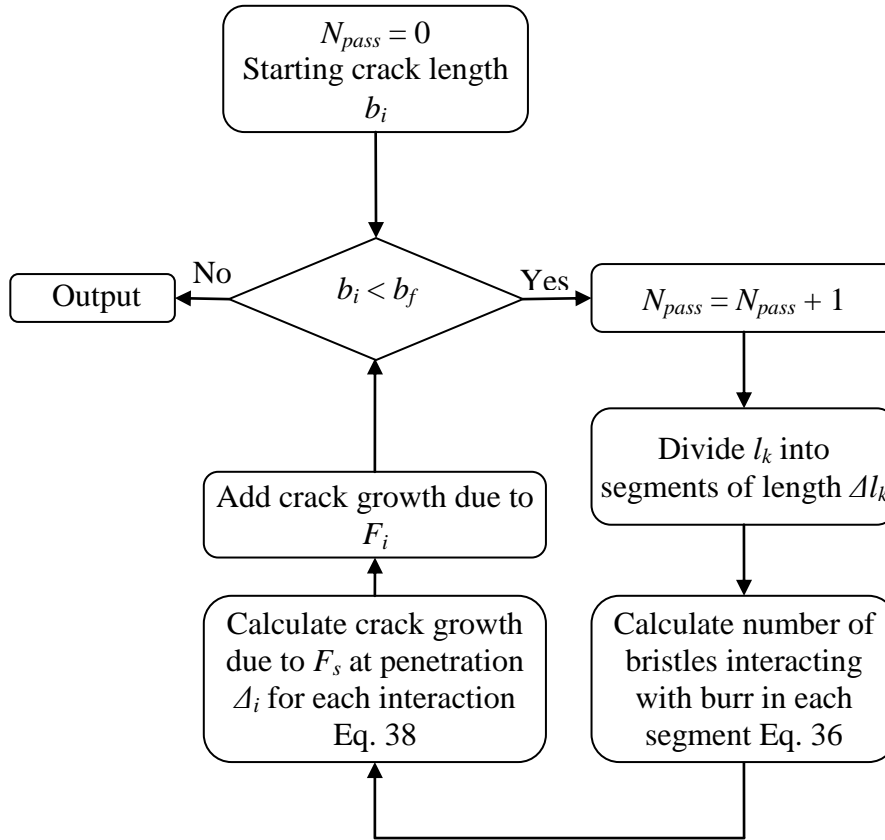 N_pass = 0
Starting crack length
b_i
No
Output
b_i < b_f
Yes
N_pass = N_pass + 1
Divide l_k into
segments of length Δl_k
Add crack growth due to
F_i
Calculate crack growth
due to F_s at penetration
Δ_i for each interaction
Eq. 38
Calculate number of
bristles interacting
with burr in each
segment Eq. 36